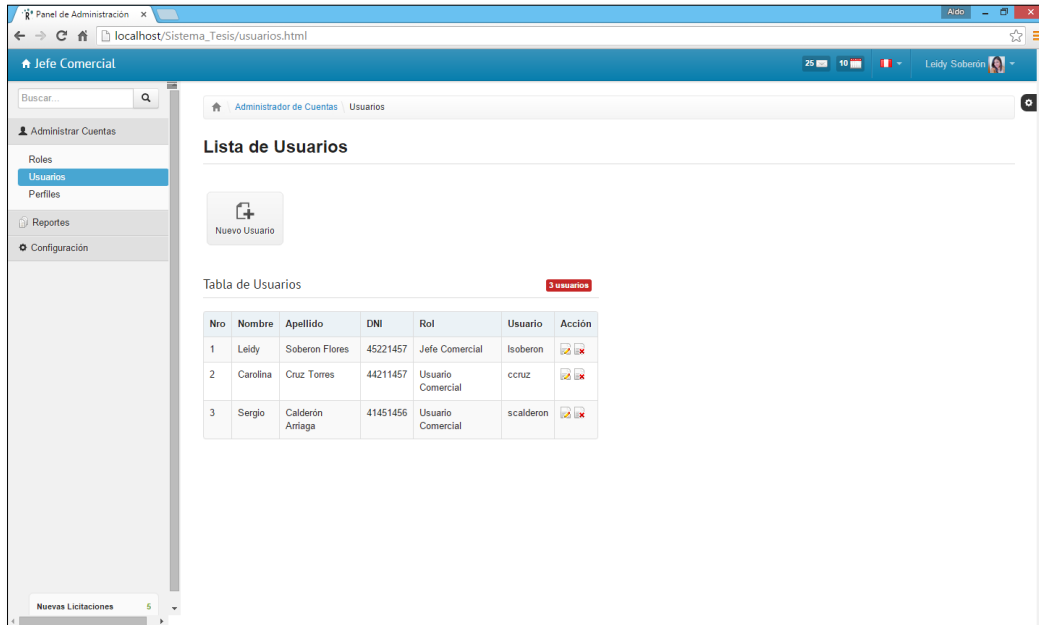 Panel de Administración
Aldo
localhost/Sistema_Tesis/usuarios.html
Jefe Comercial
25
10
Leidy Soberón
Buscar...
Administrar Cuentas
Roles
Usuarios
Perfiles
Reportes
Configuración
Nuevas Licitaciones 5
Administrador de Cuentas \ Usuarios
Lista de Usuarios
Nuevo Usuario
Tabla de Usuarios
3 usuarios
Nro Nombre Apellido DNI Rol Usuario Acción
1 Leidy Soberon Flores 45221457 Jefe Comercial lsoberon
2 Carolina Cruz Torres 44211457 Usuario Comercial ccruz
3 Sergio Calderón Arriaga 41451456 Usuario Comercial scalderon